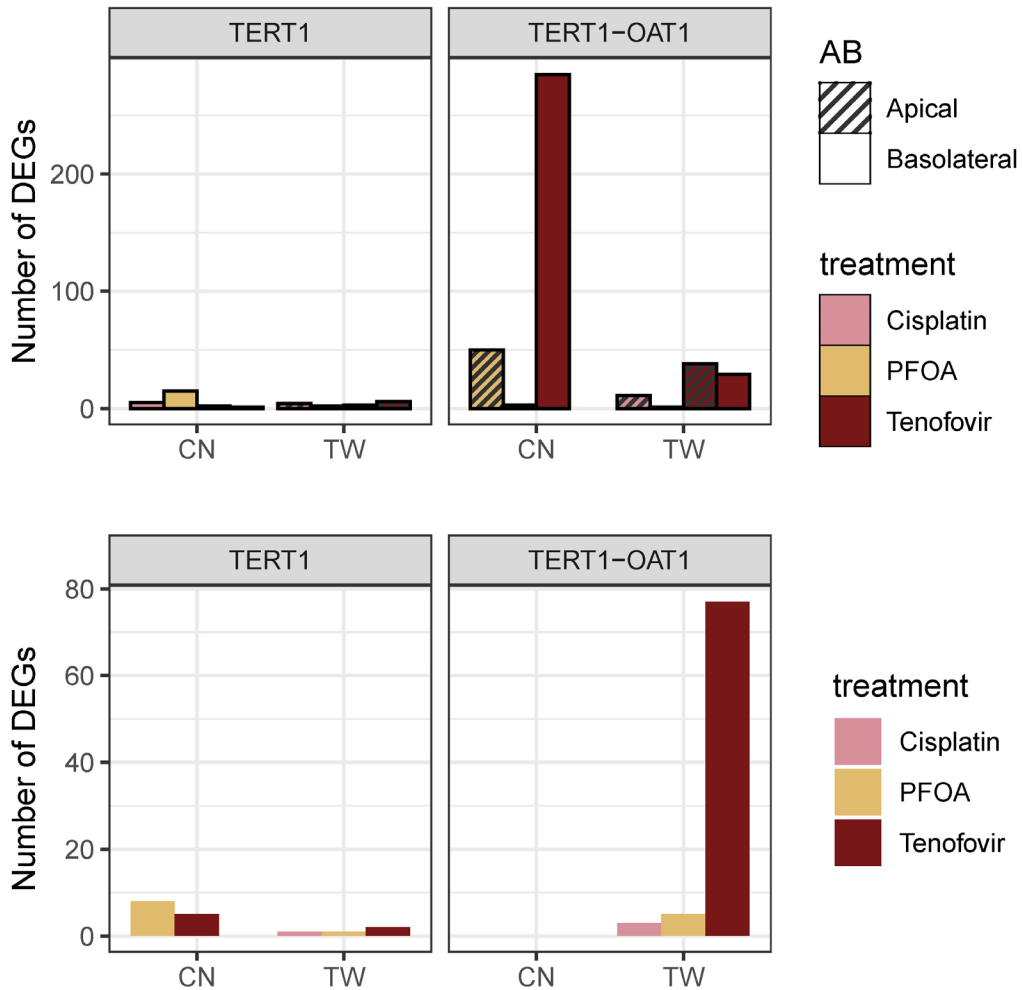 TERT1 TERT1−OAT1
Number of DEGs
200
100
0
CN TW CN TW
AB
Apical
Basolateral
treatment
Cisplatin
PFOA
Tenofovir
TERT1 TERT1−OAT1
Number of DEGs
80
60
40
20
0
CN TW CN TW
treatment
Cisplatin
PFOA
Tenofovir